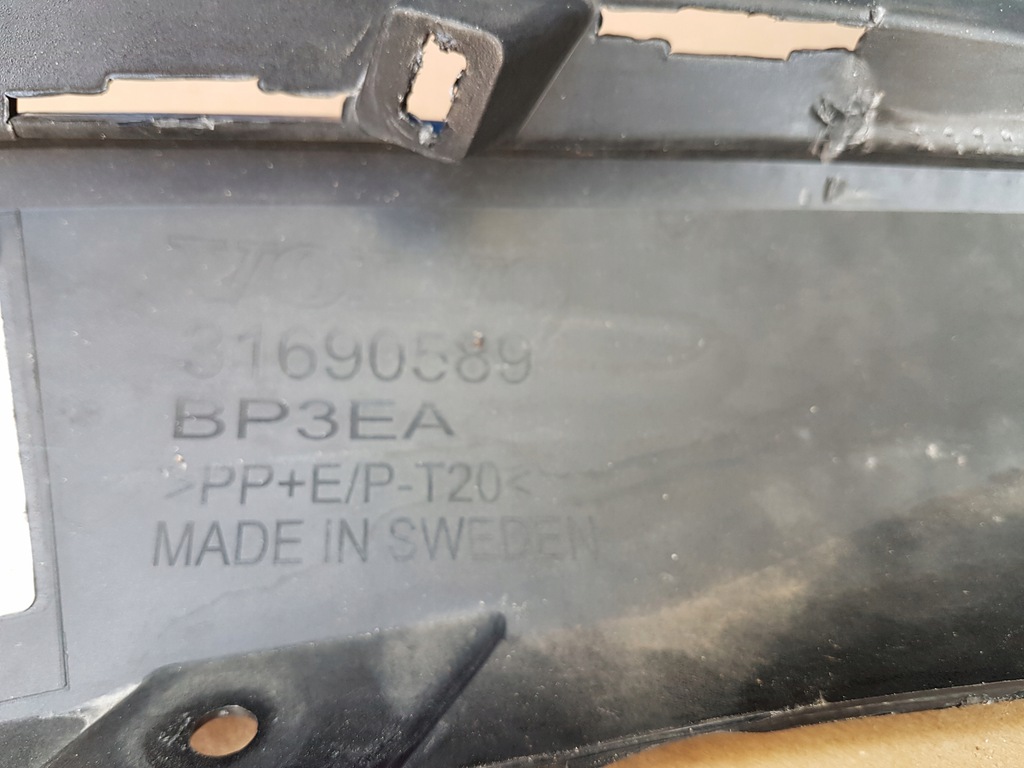 31690589
BP3EA
>PP+E/P-T20<
MADE IN SWEDEN